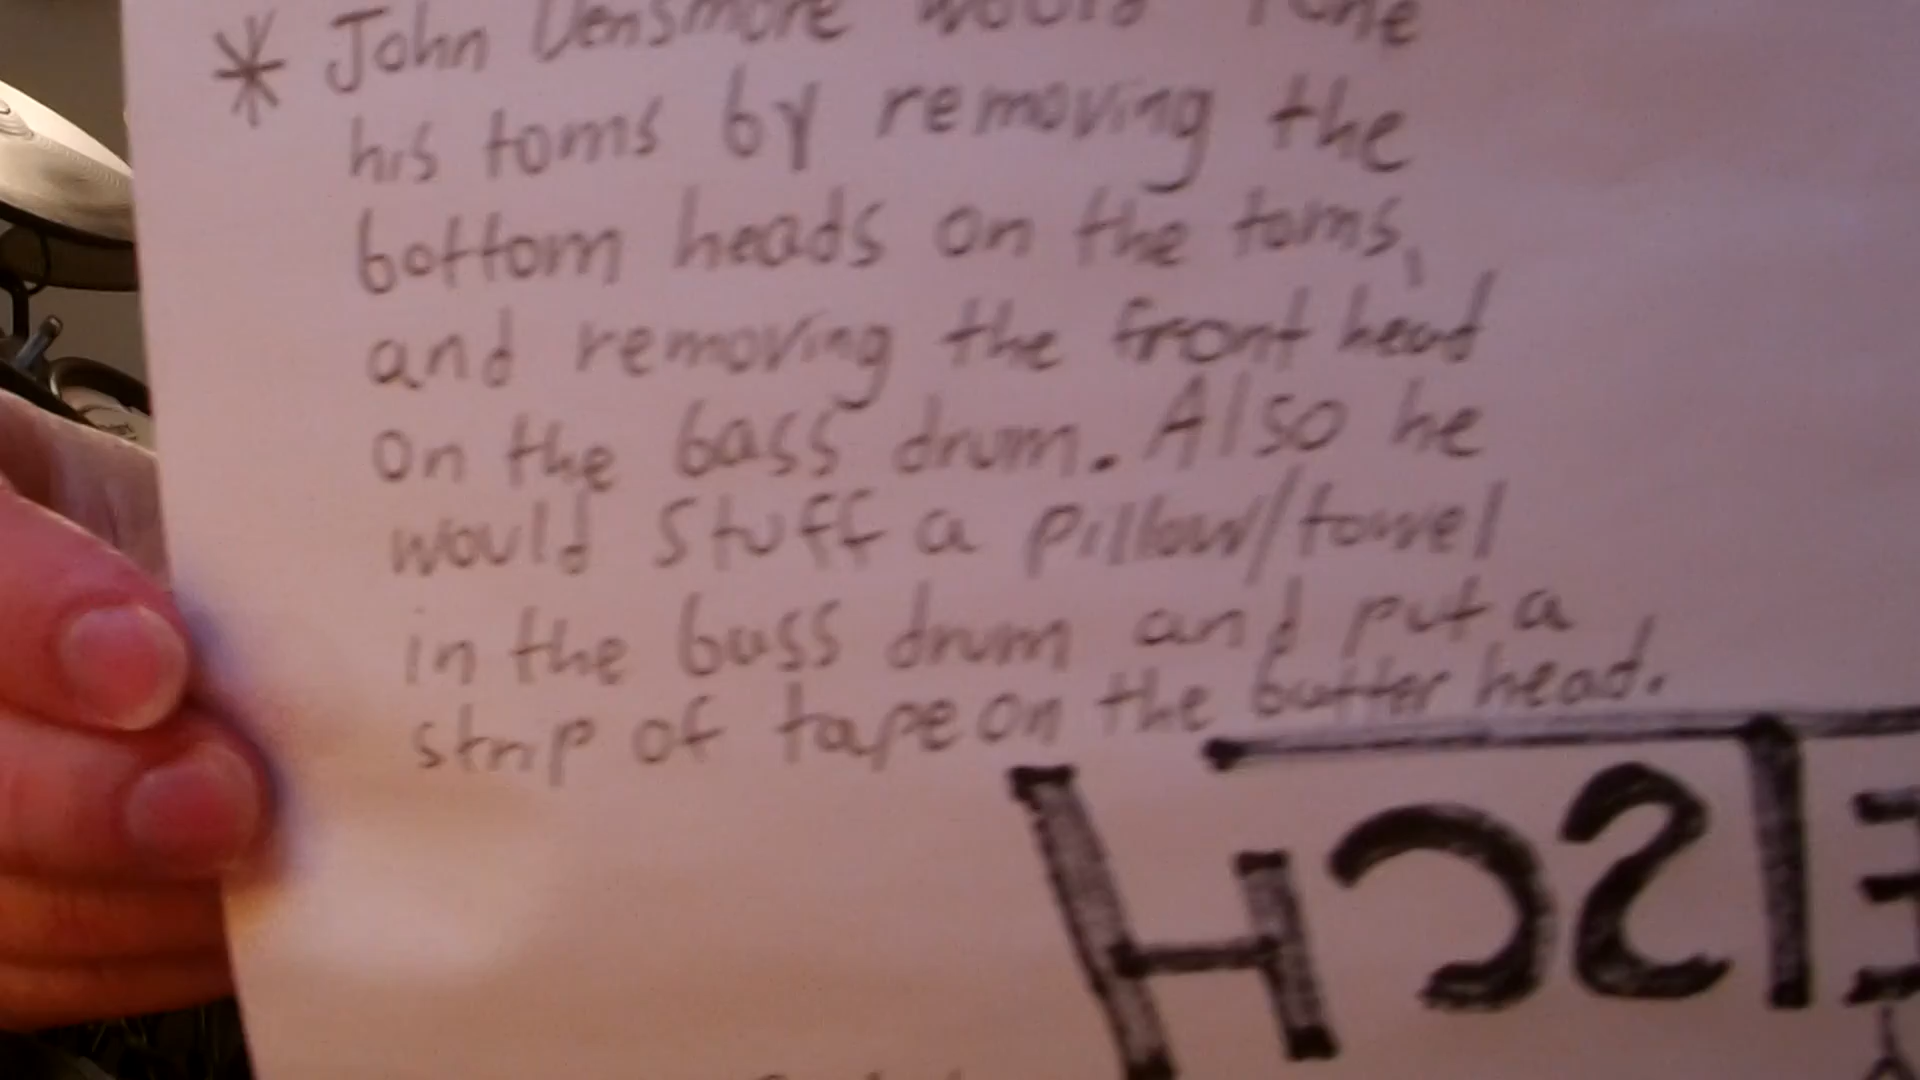 * John Densmore would tune
his toms by removing the
bottom heads on the toms,
and removing the front head
on the bass drum. Also he
would stuff a pillow/towel
in the bass drum and put a
strip of tape on the batter head.